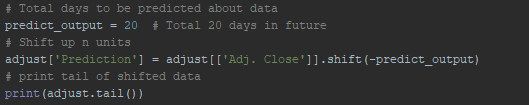 # Total days to be predicted about data
predict_output = 20  # Total 20 days in future
# Shift up n units
adjust['Prediction'] = adjust[['Adj. Close']].shift(-predict_output)
# print tail of shifted data
print(adjust.tail())